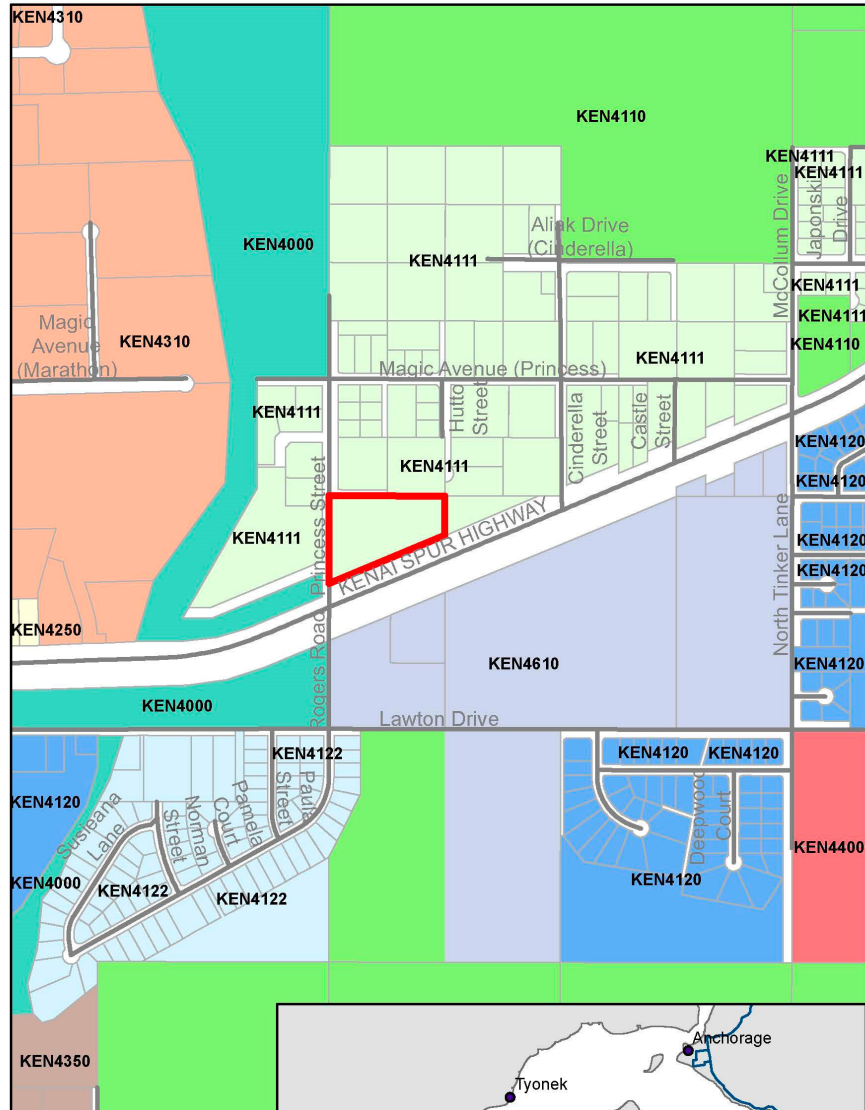 KEN4310
KEN4110
KEN4111
KEN4111
McCollum Drive
Japonski
Drive
Aliak Drive
(Cinderella)
KEN4000
KEN4111
KEN4111
KEN4111
KEN4110
Magic
Avenue
(Marathon)
KEN4310
KEN4111
Magic Avenue (Princess)
KEN4111
Hutto
Street
Cinderella
Street
Castle
Street
KEN4120
KEN4111
KEN4120
Princess Street
KENAI SPUR HIGHWAY
KEN4111
KEN4120
KEN4120
North Tinker Lane
KEN4250
KEN4610
KEN4120
Rogers Road
KEN4000
Lawton Drive
KEN4122
KEN4120
KEN4120
KEN4120
Susieana
Lane
Norman
Street
Pamela
Court
Paula
Street
Deepwood
Court
KEN4400
KEN4000
KEN4122
KEN4122
KEN4120
KEN4350
Anchorage
Tyonek